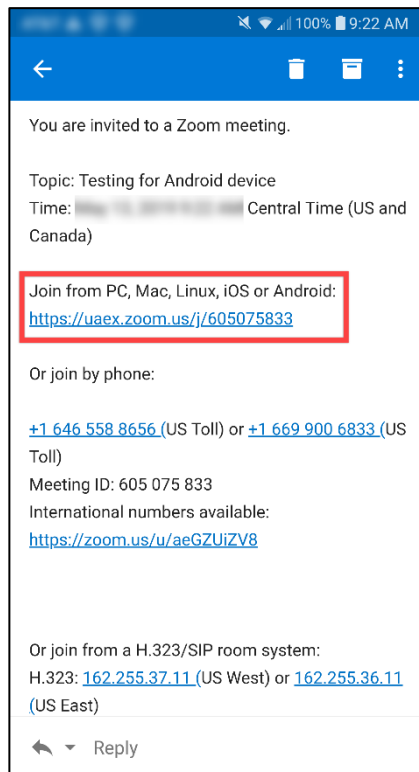 100% 9:22 AM
You are invited to a Zoom meeting.
Topic: Testing for Android device
Time: Central Time (US and
Canada)
Join from PC, Mac, Linux, iOS or Android:
https://uaex.zoom.us/j/605075833
Or join by phone:
+1 646 558 8656 (US Toll) or +1 669 900 6833 (US
Toll)
Meeting ID: 605 075 833
International numbers available:
https://zoom.us/u/aeGZUiZV8
Or join from a H.323/SIP room system:
H.323: 162.255.37.11 (US West) or 162.255.36.11
(US East)
Reply